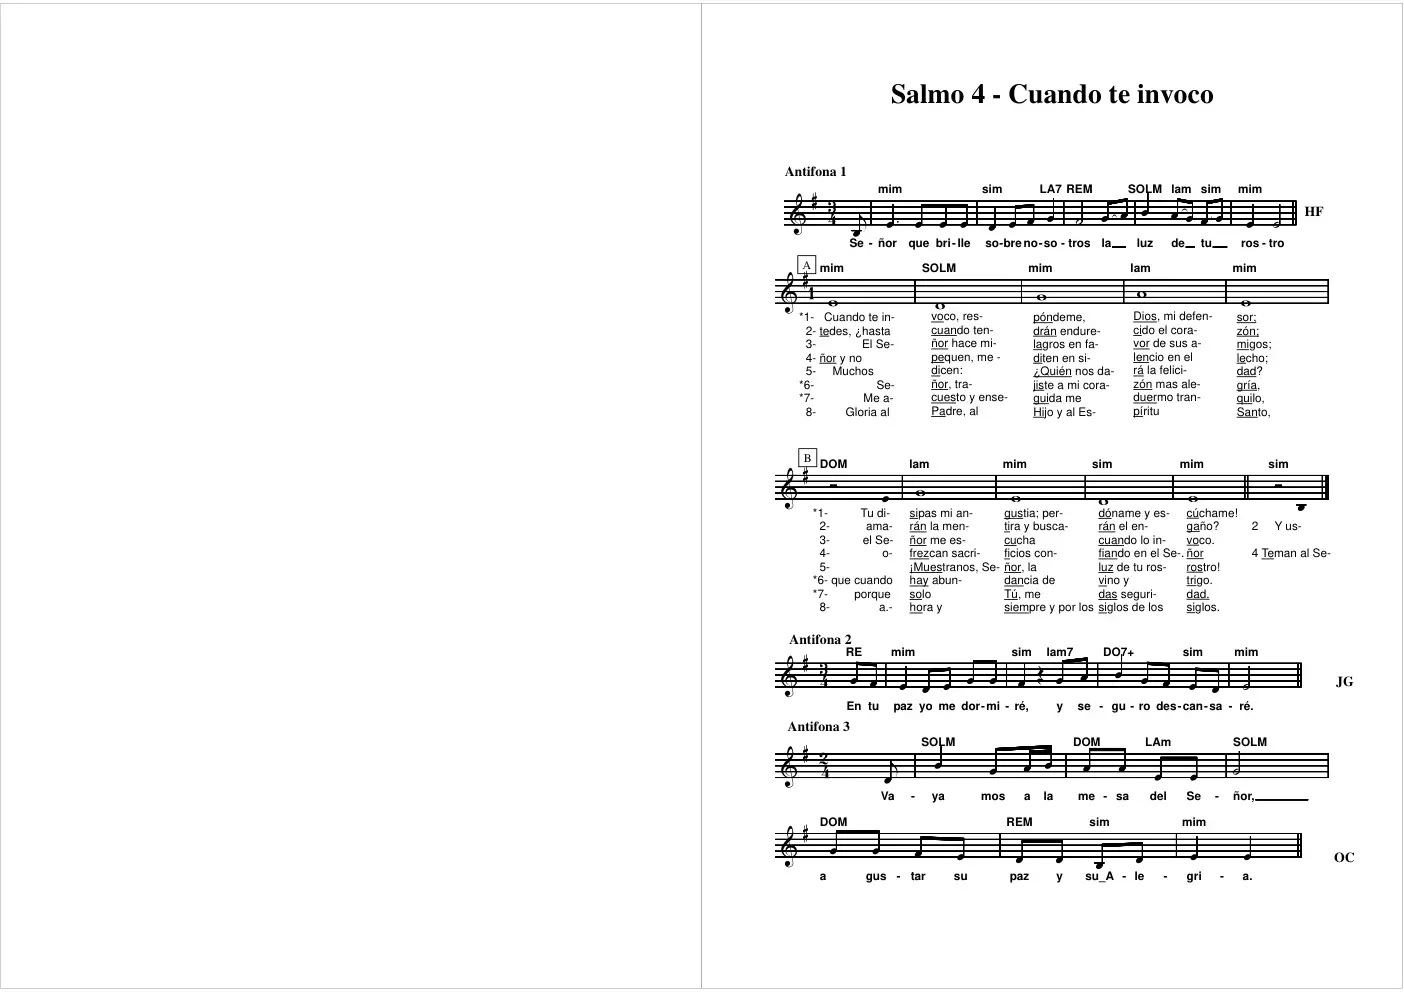 Salmo 4 - Cuando te invoco
Antifona 1
mim sim LA7 REM SOLM lam sim mim
HF
Se - ñor que bri-lle so-bre no-so - tros la luz de tu ros - tro
A
mim SOLM mim lam mim
*1- Cuando te in- voco, res- póndeme, Dios, mi defen- sor;
2- tedes, ¿hasta cuando ten- drán endure- cido el cora- zón;
3- El Se- ñor hace mi- lagros en fa- vor de sus a- migos;
4- ñor y no pequen, me - diten en si- lencio en el lecho;
5- Muchos dicen: ¿Quién nos da- rá la felici- dad?
*6- Se- ñor, tra- jiste a mi cora- zón mas ale- gría,
*7- Me a- cuesto y ense- guida me duermo tran- quilo,
8- Gloria al Padre, al Hijo y al Es- píritu Santo,
B
DOM lam mim sim mim sim
*1- Tu di- sipas mi an- gustia; per- dóname y es- cúchame!
2- ama- rán la men- tira y busca- rán el en- gaño? 2 Y us-
3- el Se- ñor me es- cucha cuando lo in- voco.
4- o- frezcan sacri- ficios con- fiando en el Se-. ñor 4 Teman al Se-
5- ¡Muestranos, Se- ñor, la luz de tu ros- rostro!
*6- que cuando hay abun- dancia de vino y trigo.
*7- porque solo Tú, me das seguri- dad.
8- a.- hora y siempre y por los siglos de los siglos.
Antifona 2
RE mim sim lam7 DO7+ sim mim
JG
En tu paz yo me dor-mi - ré, y se - gu - ro des-can-sa - ré.
Antifona 3
SOLM DOM LAm SOLM
Va - ya mos a la me - sa del Se - ñor,
DOM REM sim mim
OC
a gus - tar su paz y su_A - le - gri - a.